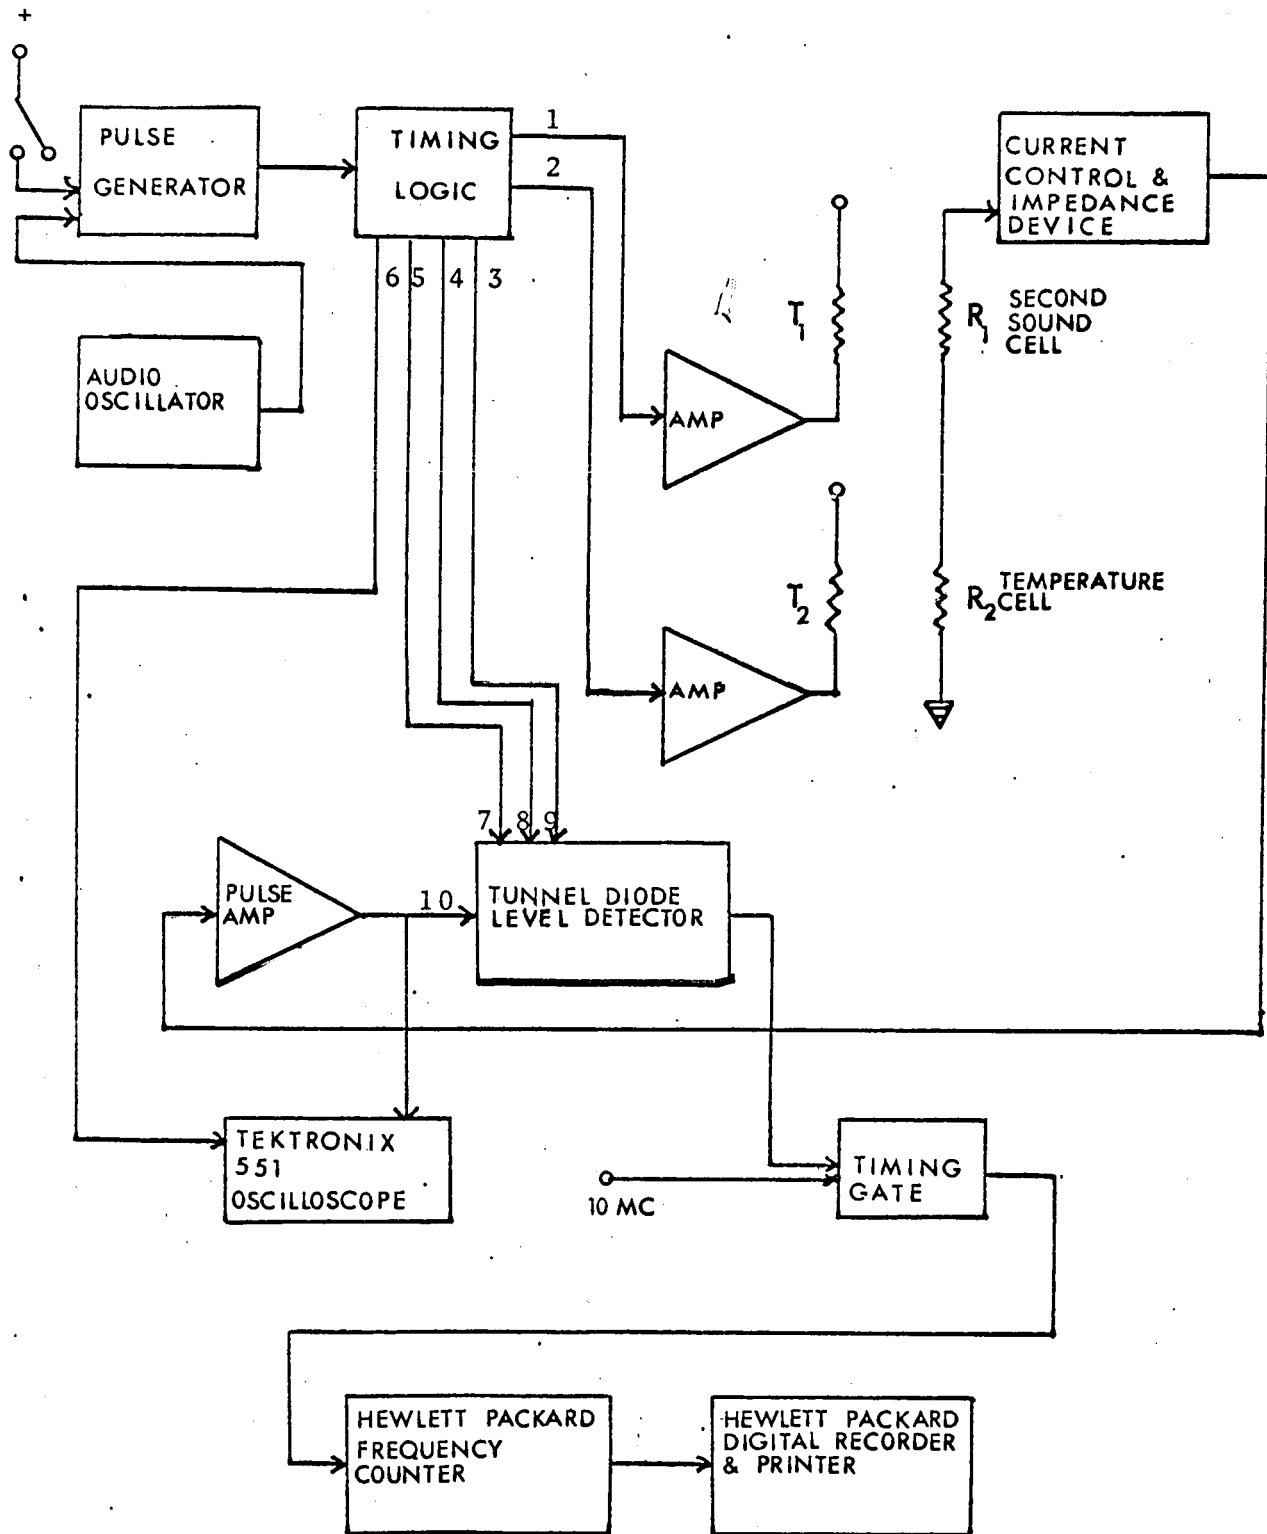 +
PULSE
GENERATOR
TIMING
LOGIC
1
2
CURRENT
CONTROL &
IMPEDANCE
DEVICE
6 5 4 3
AUDIO
OSCILLATOR
T1
R1 SECOND
SOUND
CELL
AMP
T2
R2 TEMPERATURE
CELL
AMP
7 8 9
PULSE
AMP
10
TUNNEL DIODE
LEVEL DETECTOR
TEKTRONIX
551
OSCILLOSCOPE
10 MC
TIMING
GATE
HEWLETT PACKARD
FREQUENCY
COUNTER
HEWLETT PACKARD
DIGITAL RECORDER
& PRINTER